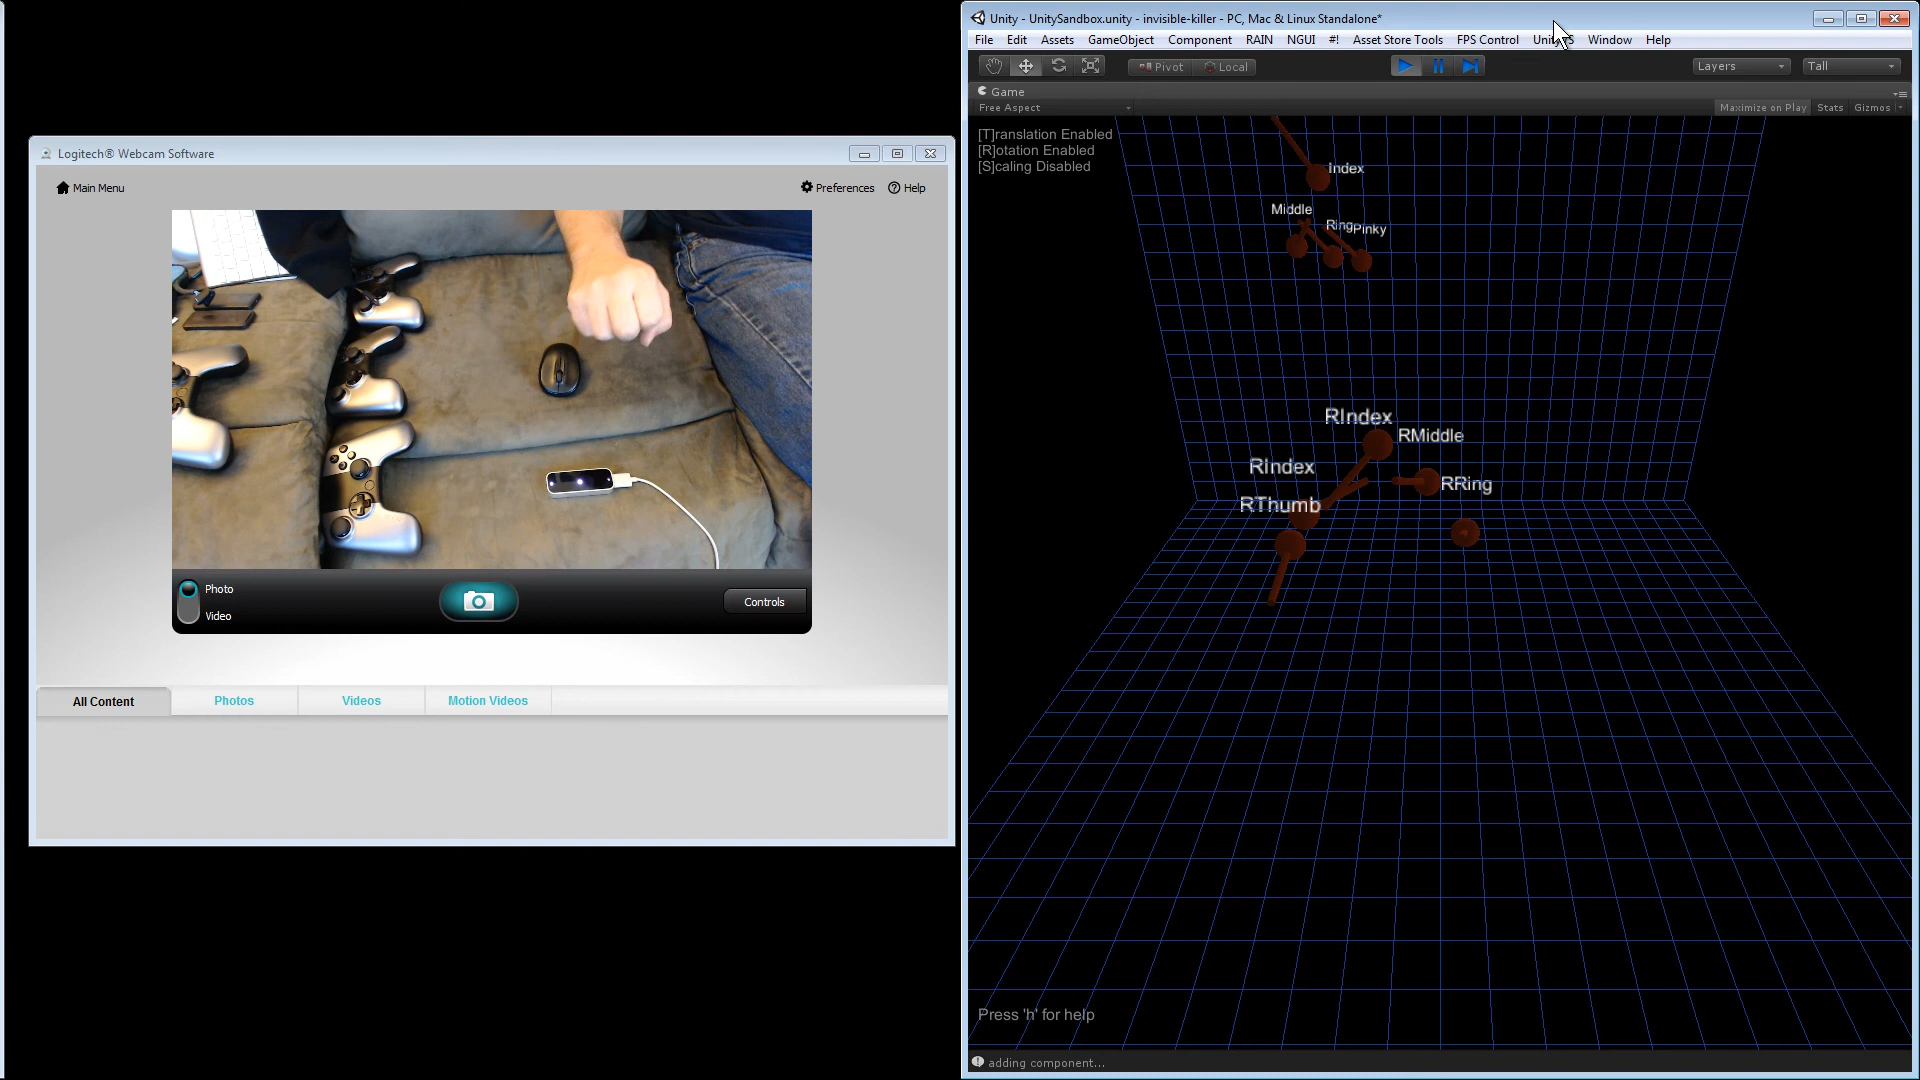 Logitech® Webcam Software
Main Menu
Preferences
Help
Photo
Video
Controls
All Content
Photos
Videos
Motion Videos
Unity - UnitySandbox.unity - invisible-killer - PC, Mac & Linux Standalone*
File Edit Assets GameObject Component RAIN NGUI #! Asset Store Tools FPS Control Window Help
Pivot Local
Layers
Tall
Game
Free Aspect
Maximize on Play Stats Gizmos
[T]ranslation Enabled
[R]otation Enabled
[S]caling Disabled
Index
Middle
Ring
Pinky
RIndex
RMiddle
RIndex
RRing
RThumb
Press 'h' for help
adding component...